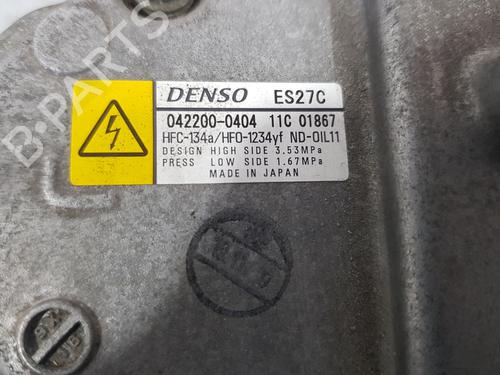 B-PARTS
DENSO ES27C
042200-0404 11C 01867
HFC-134a/HFO-1234yf ND-OIL11
DESIGN HIGH SIDE 3.53MPa
PRESS LOW SIDE 1.67MPa
MADE IN JAPAN